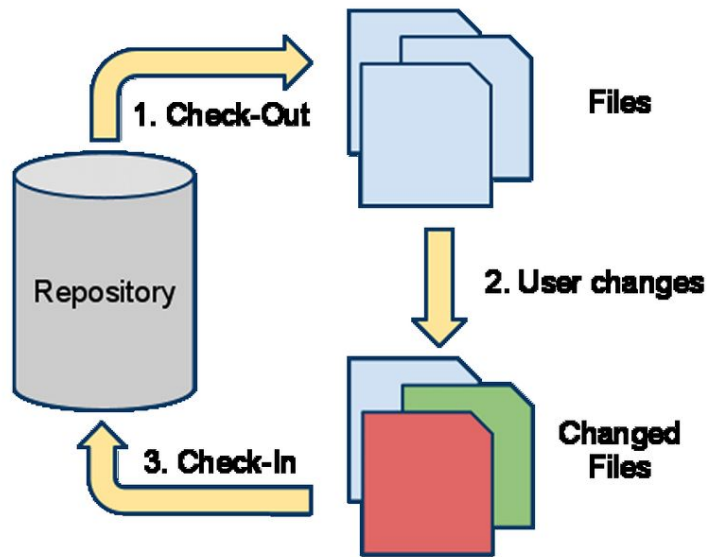 1. Check-Out
Files
Repository
2. User changes
3. Check-In
Changed
Files